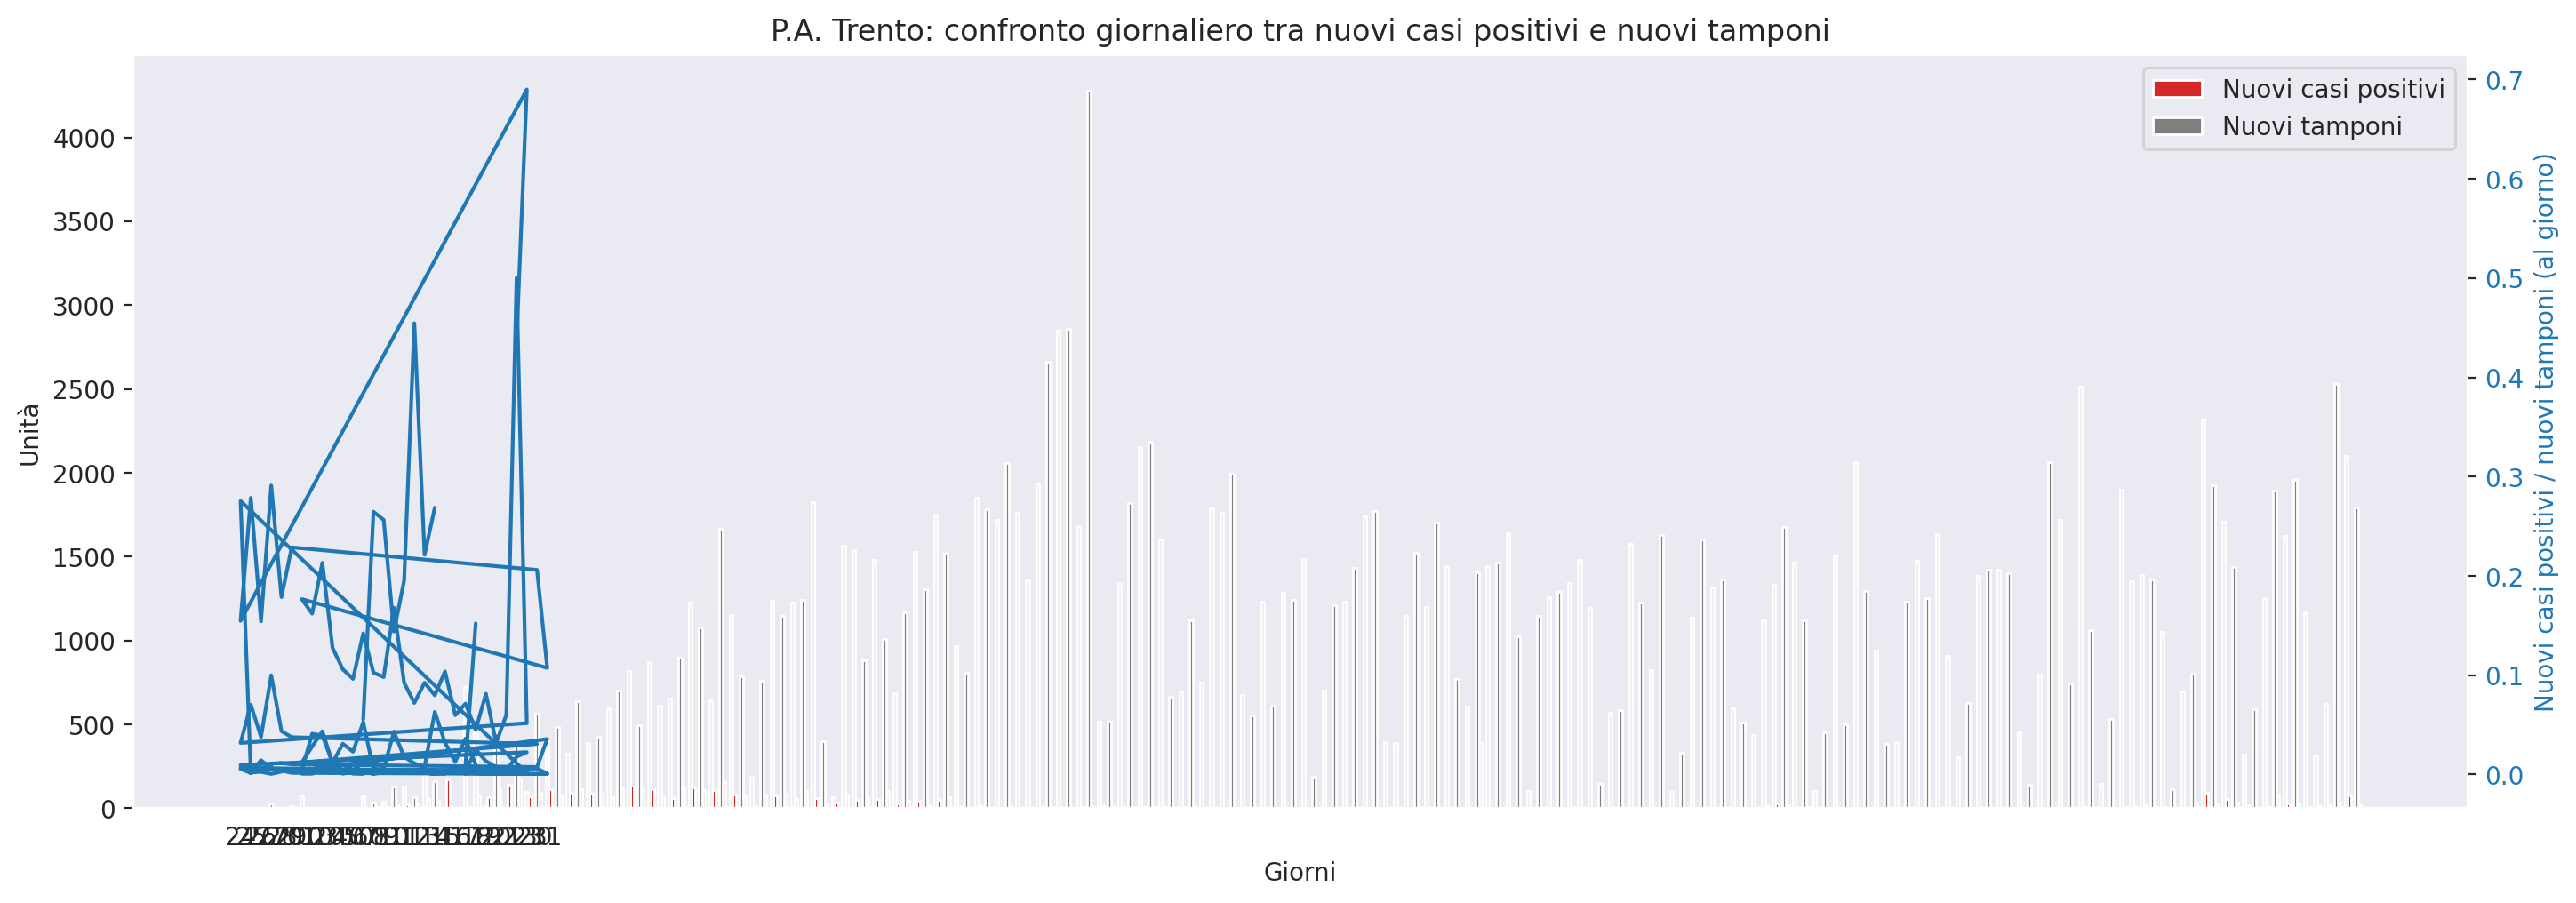 P.A. Trento: confronto giornaliero tra nuovi casi positivi e nuovi tamponi
Nuovi casi positivi
Nuovi tamponi
4000
3500
3000
2500
2000
1500
1000
500
0
Unità
0.7
0.6
0.5
0.4
0.3
0.2
0.1
0.0
Nuovi casi positivi / nuovi tamponi (al giorno)
Giorni